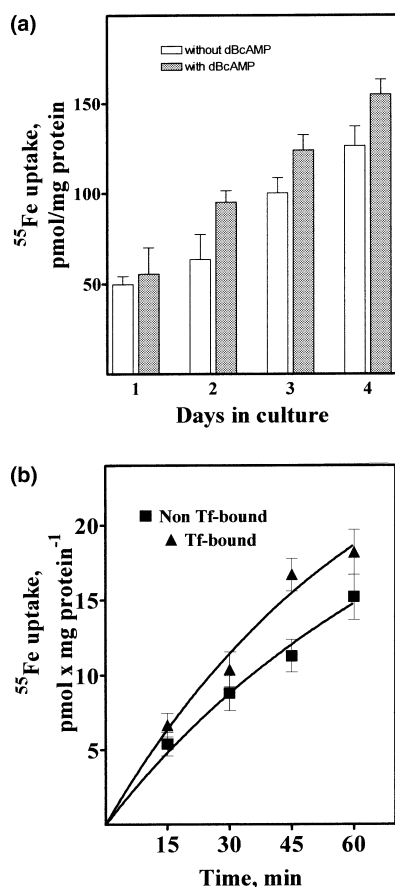 (a)
without dBcAMP
with dBcAMP
⁵⁵Fe uptake,
pmol/mg protein
150
100
50
1 2 3 4
Days in culture
(b)
Non Tf-bound
Tf-bound
⁵⁵Fe uptake,
pmol x mg protein⁻¹
20
15
10
5
15 30 45 60
Time, min